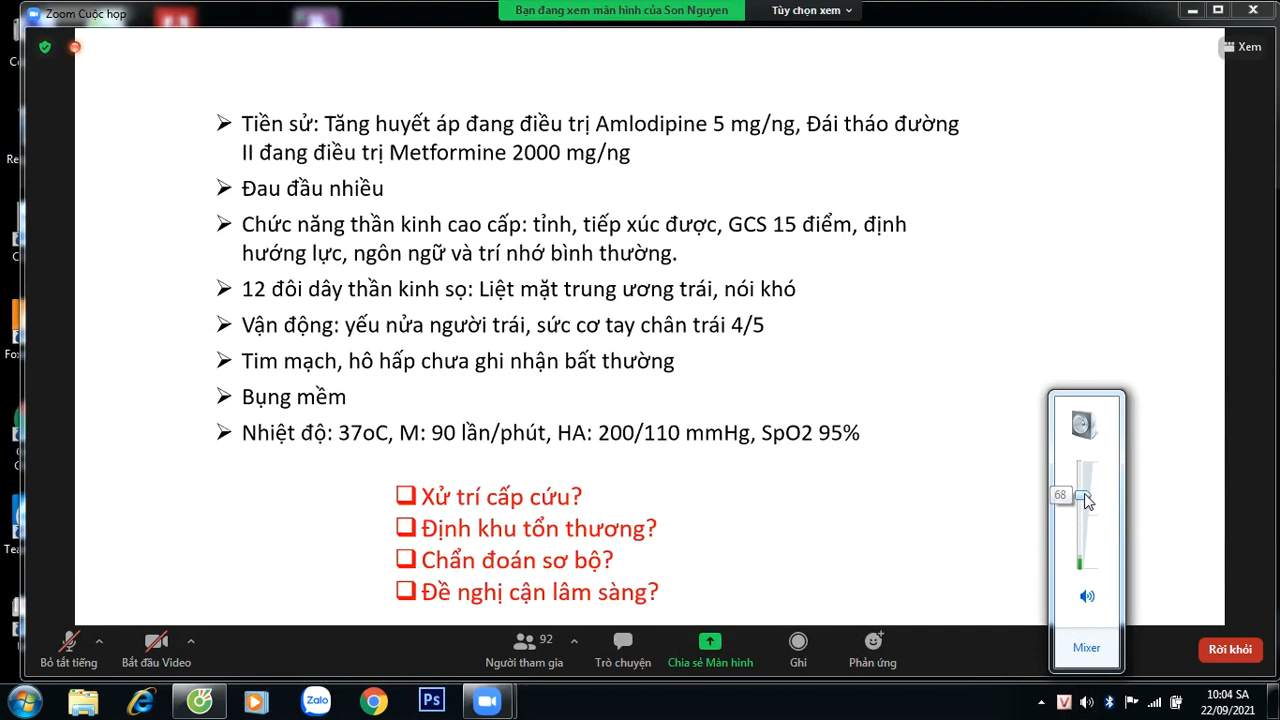 Zoom Cuộc họp
Bạn đang xem màn hình của Son Nguyen
Tùy chọn xem
Xem
Tiền sử: Tăng huyết áp đang điều trị Amlodipine 5 mg/ng, Đái tháo đường
II đang điều trị Metformine 2000 mg/ng
Đau đầu nhiều
Chức năng thần kinh cao cấp: tỉnh, tiếp xúc được, GCS 15 điểm, định
hướng lực, ngôn ngữ và trí nhớ bình thường.
12 đôi dây thần kinh sọ: Liệt mặt trung ương trái, nói khó
Vận động: yếu nửa người trái, sức cơ tay chân trái 4/5
Tim mạch, hô hấp chưa ghi nhận bất thường
Bụng mềm
Nhiệt độ: 37oC, M: 90 lần/phút, HA: 200/110 mmHg, SpO2 95%
Xử trí cấp cứu?
Định khu tổn thương?
Chẩn đoán sơ bộ?
Đề nghị cận lâm sàng?
68
Mixer
Bỏ tắt tiếng
Bắt đầu Video
92
Người tham gia
Trò chuyện
Chia sẻ Màn hình
Ghi
Phản ứng
Rời khỏi
Zalo
Ps
V
10:04 SA
22/09/2021